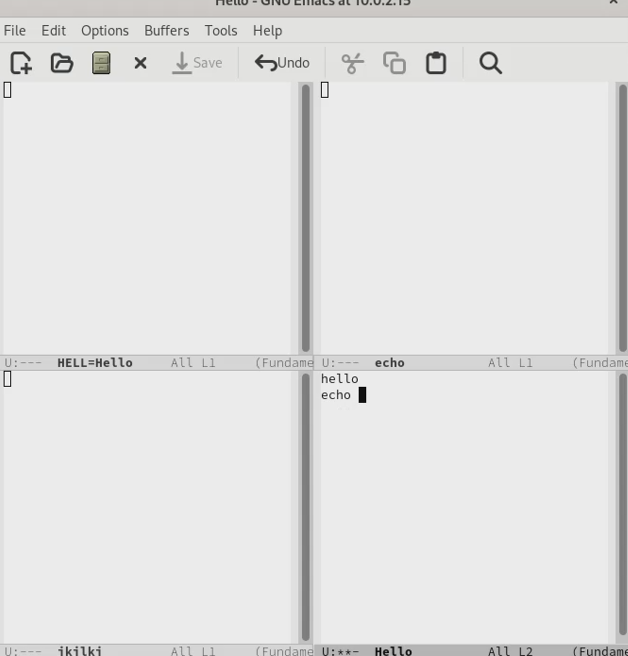 Hello - GNU Emacs at 10.0.2.15
File Edit Options Buffers Tools Help
Save Undo
U:--- HELL=Hello All L1 (Fundame
U:--- echo All L1 (Fundame
hello
echo
U:--- jkjlkj All L1 (Fundame
U:**- Hello All L2 (Fundame